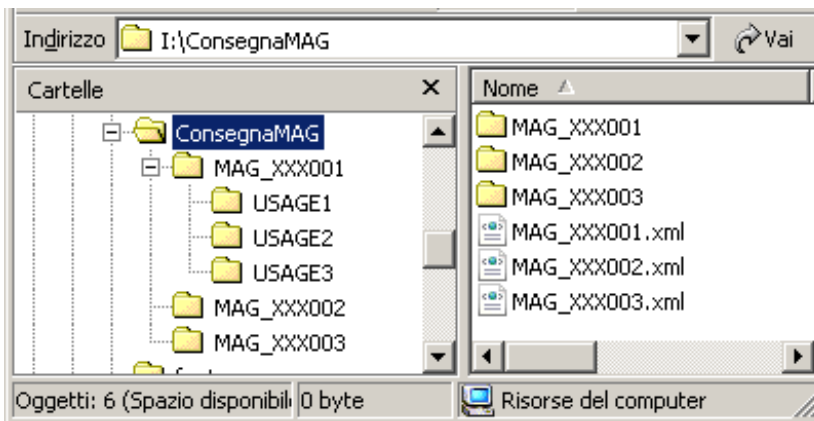 Indirizzo I:\ConsegnaMAG Vai
Cartelle
ConsegnaMAG
MAG_XXX001
USAGE1
USAGE2
USAGE3
MAG_XXX002
MAG_XXX003
Nome
MAG_XXX001
MAG_XXX002
MAG_XXX003
MAG_XXX001.xml
MAG_XXX002.xml
MAG_XXX003.xml
Oggetti: 6 (Spazio disponibil 0 byte Risorse del computer